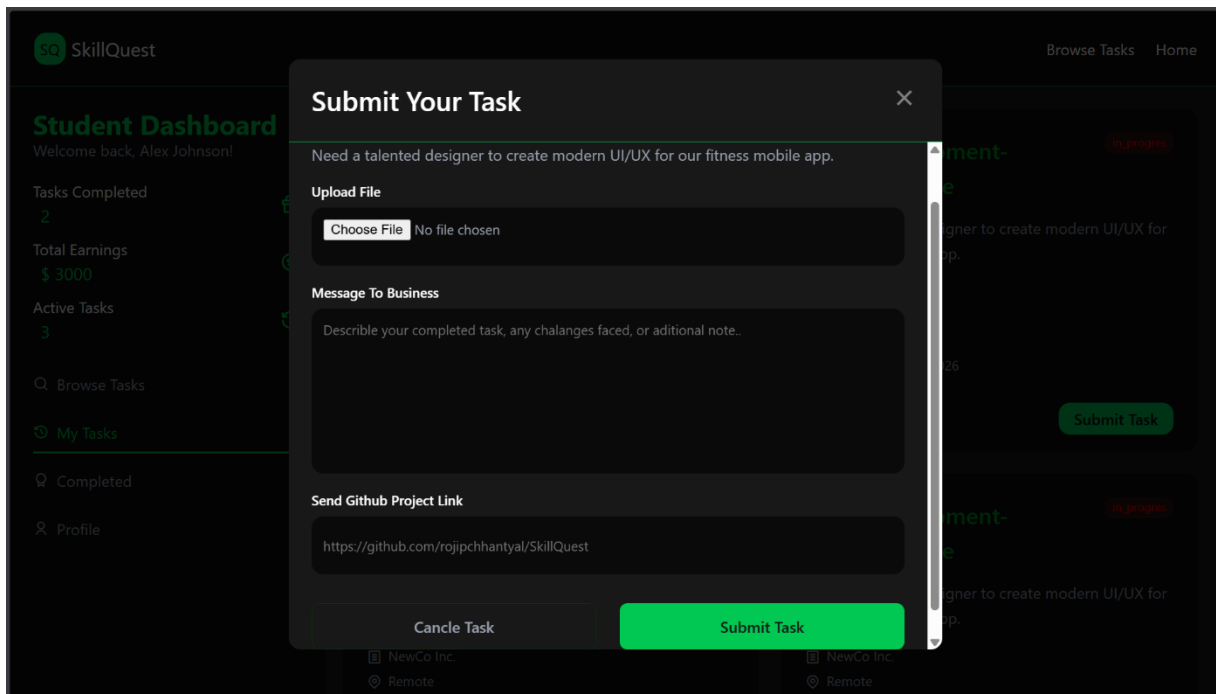 SQ SkillQuest
Browse Tasks Home
Submit Your Task
Student Dashboard
Welcome back, Alex Johnson!
Tasks Completed
2
Total Earnings
$ 3000
Active Tasks
3
Browse Tasks
My Tasks
Completed
Profile
Need a talented designer to create modern UI/UX for our fitness mobile app.
Upload File
Choose File No file chosen
Message To Business
Describle your completed task, any chalanges faced, or aditional note..
Send Github Project Link
https://github.com/rojipchhantyal/SkillQuest
Cancle Task
Submit Task
NewCo Inc.
Remote
ment-
in_progres
e
igner to create modern UI/UX for
pp.
26
Submit Task
ment-
in_progres
e
igner to create modern UI/UX for
pp.
NewCo Inc.
Remote